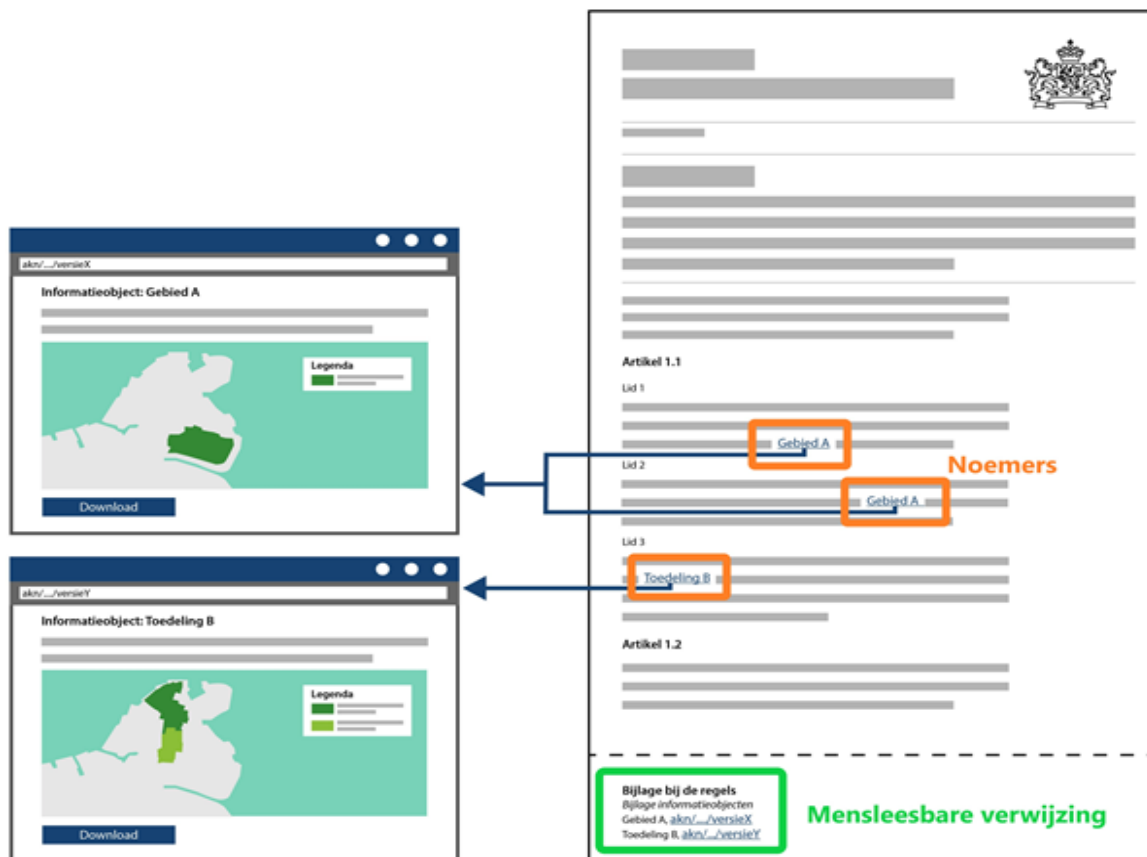 akn/..../versieX
Informatieobject: Gebied A
Legenda
Download
akn/..../versieY
Informatieobject: Toedeling B
Legenda
Download
Artikel 1.1
Lid 1
Gebied A
Noemers
Lid 2
Gebied A
Lid 3
Toedeling B
Artikel 1.2
Bijlage bij de regels
Bijlage informatieobjecten
Gebied A, akn/..../versieX
Toedeling B, akn/..../versieY
Mensleesbare verwijzing